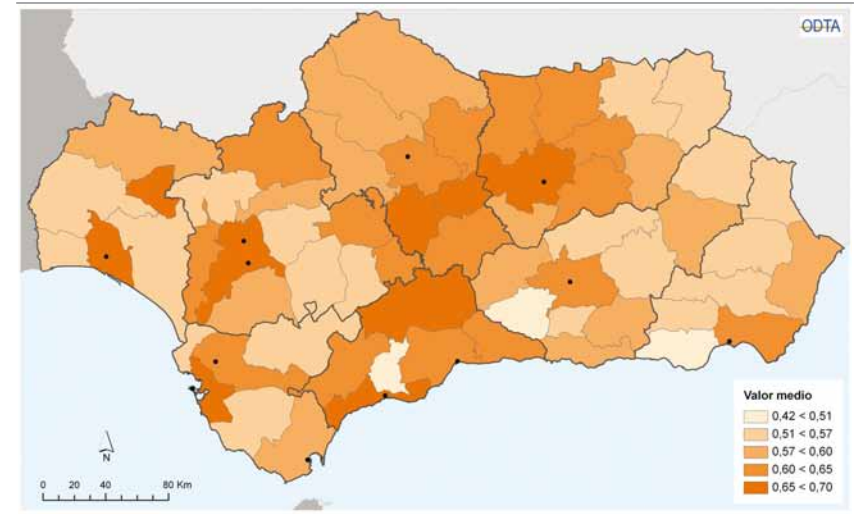 ODTA
Valor medio
0,42 < 0,51
0,51 < 0,57
0,57 < 0,60
0,60 < 0,65
0,65 < 0,70
N
0 20 40 80 Km